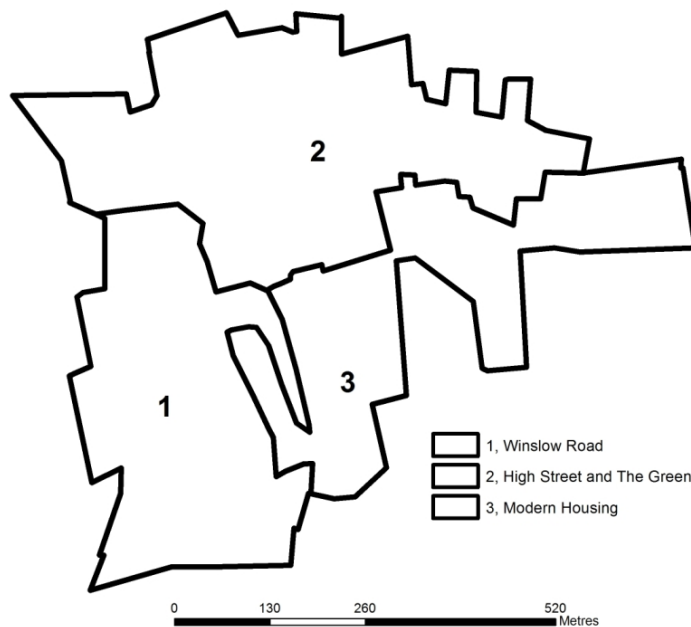 2
3
1
1, Winslow Road
2, High Street and The Green
3, Modern Housing
0 130 260 520
Metres